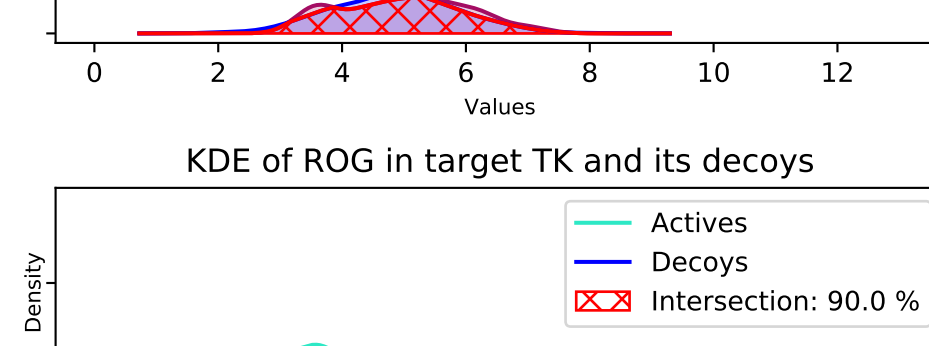 0 2 4 6 8 10 12
Values
KDE of ROG in target TK and its decoys
Density
Actives
Decoys
Intersection: 90.0 %